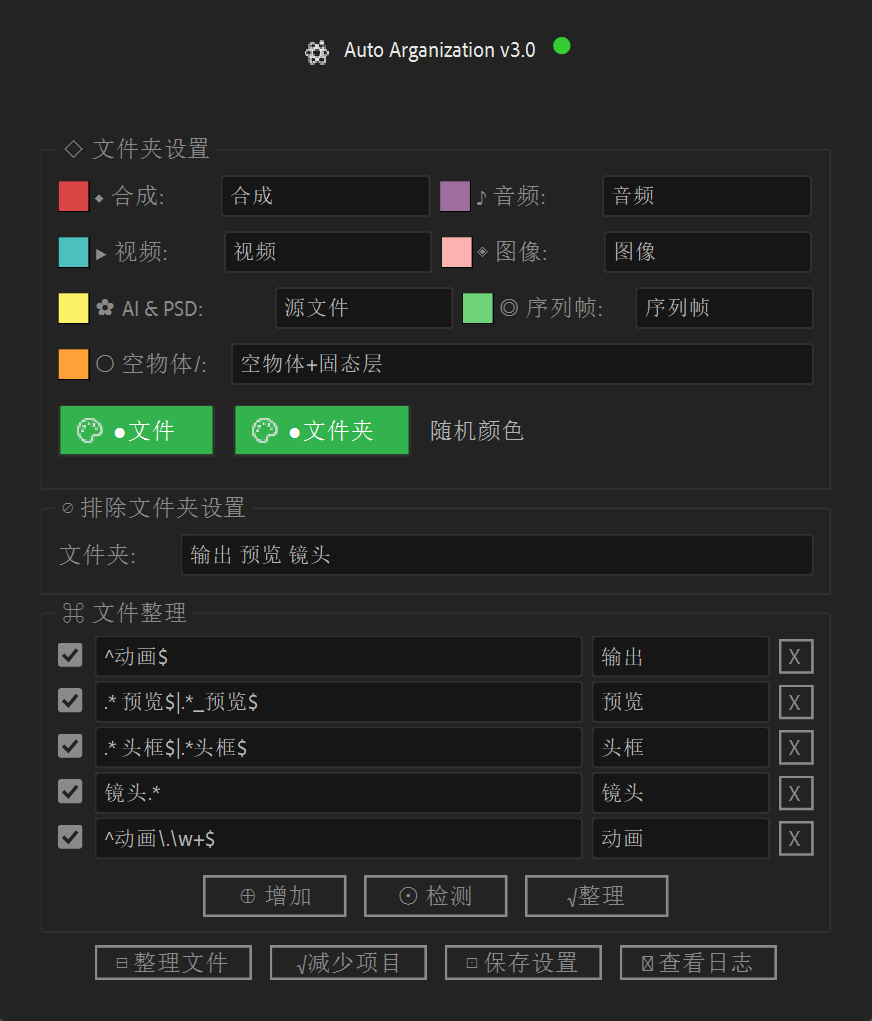 Auto Arganization v3.0
◇ 文件夹设置
◆ 合成: 合成 ♪ 音频: 音频
▶ 视频: 视频 ◈ 图像: 图像
✿ AI & PSD: 源文件 ◎ 序列帧: 序列帧
○ 空物体/: 空物体+固态层
●文件 ●文件夹 随机颜色
⊘ 排除文件夹设置
文件夹: 输出 预览 镜头
⌘ 文件整理
^动画$ 输出 X
.* 预览$|.*_预览$ 预览 X
.* 头框$|.*头框$ 头框 X
镜头.* 镜头 X
^动画\.\w+$ 动画 X
⊕ 增加 ⊙ 检测 √整理
⊟ 整理文件 √减少项目 ⊡ 保存设置 查看日志